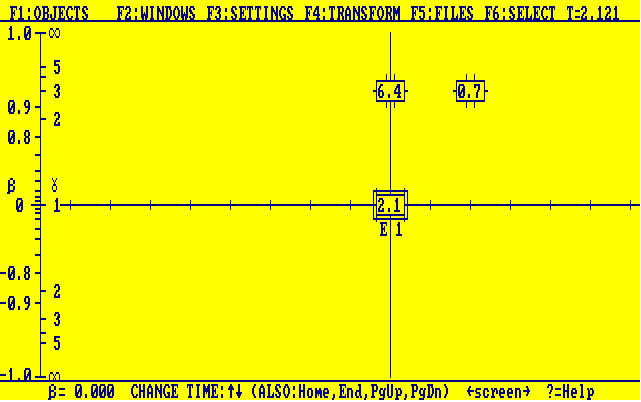 F1:OBJECTS F2:WINDOWS F3:SETTINGS F4:TRANSFORM F5:FILES F6:SELECT T=2.121
1.0 ∞
5
3 6.4 0.7
0.9
2
0.8
β γ
0 1 2.1
E 1
-0.8
2
-0.9
3
5
-1.0 ∞
β= 0.000 CHANGE TIME:↑↓ (ALSO:Home,End,PgUp,PgDn) ←screen→ ?=Help